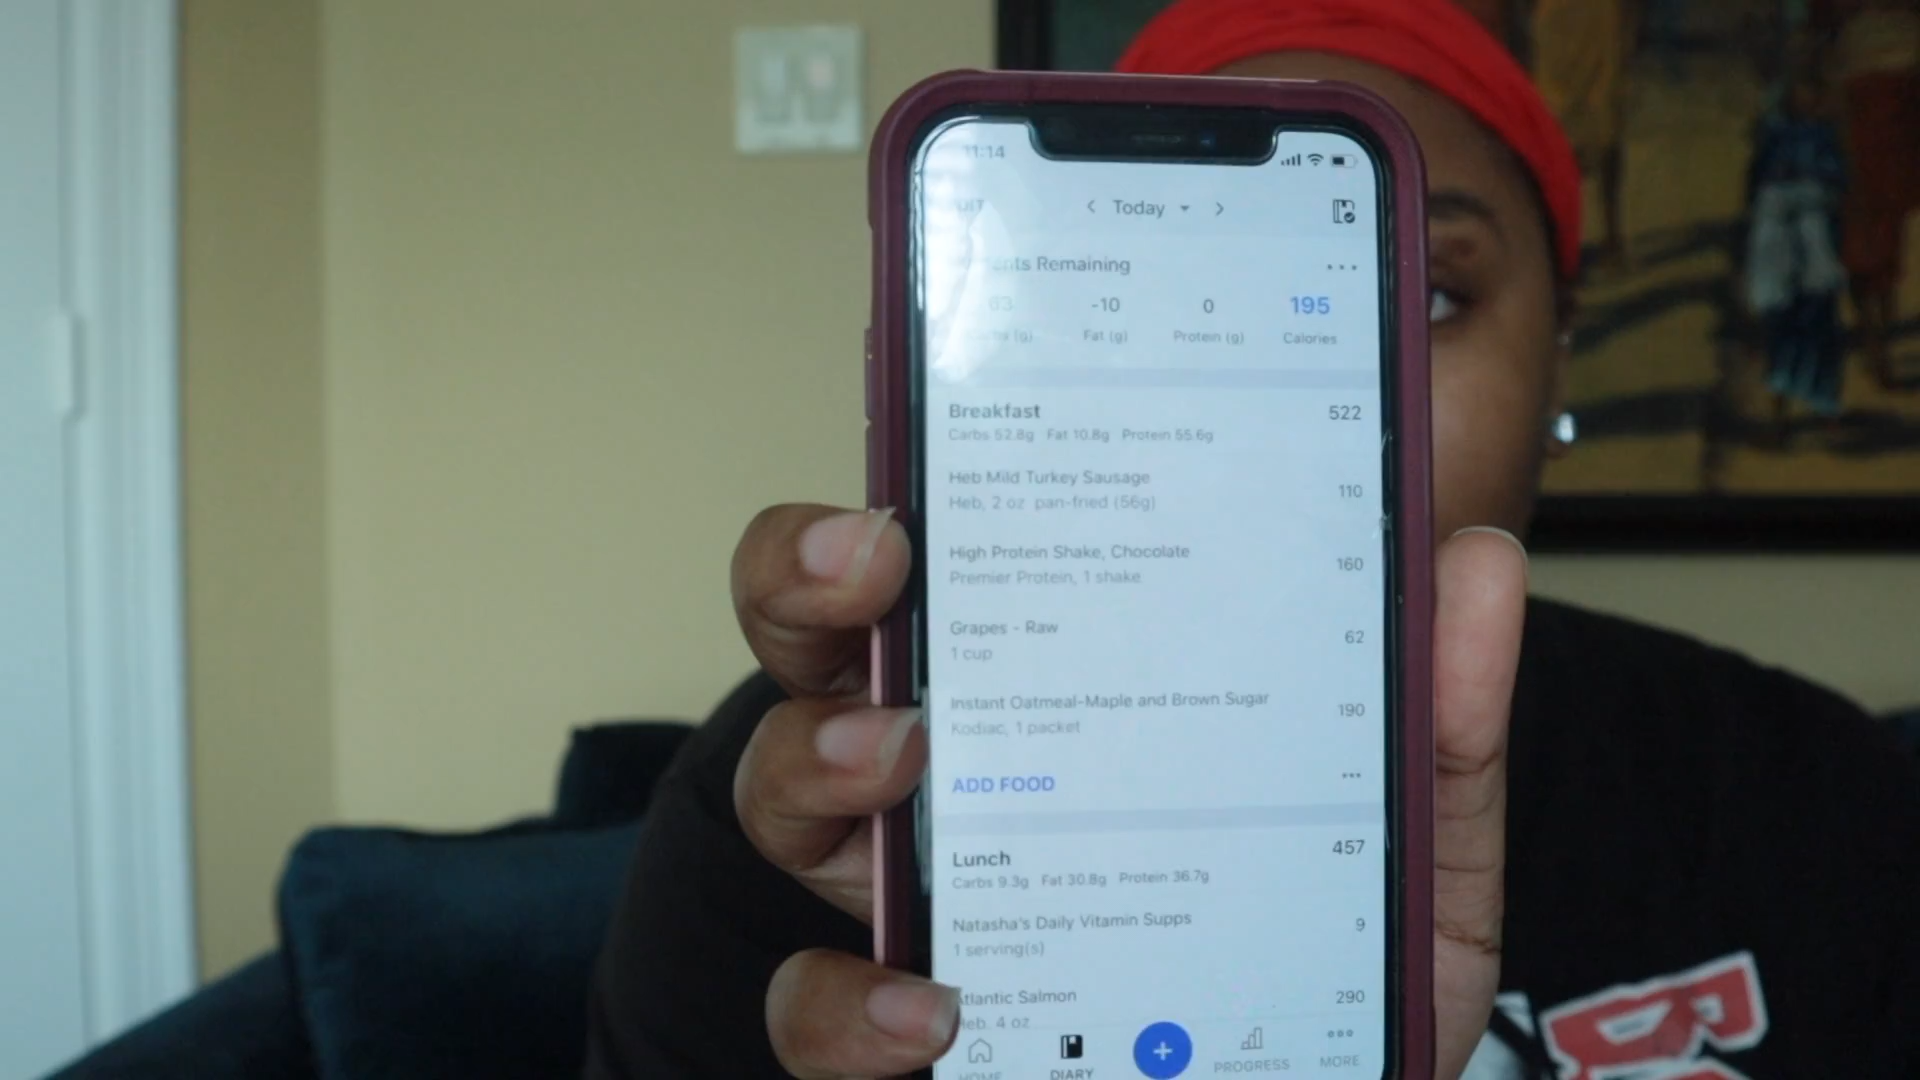 11:14
Today
Remaining
63 -10 0 195
(g) Fat (g) Protein (g) Calories
Breakfast 522
Carbs 52.8g Fat 10.8g Protein 55.6g
Heb Mild Turkey Sausage 110
Heb, 2 oz pan-fried (56g)
High Protein Shake, Chocolate 160
Premier Protein, 1 shake
Grapes - Raw 62
1 cup
Instant Oatmeal-Maple and Brown Sugar 190
Kodiac, 1 packet
ADD FOOD
Lunch 457
Carbs 9.3g Fat 30.8g Protein 36.7g
Natasha's Daily Vitamin Supps 9
1 serving(s)
Atlantic Salmon 290
Heb, 4 oz
HOME DIARY PROGRESS MORE